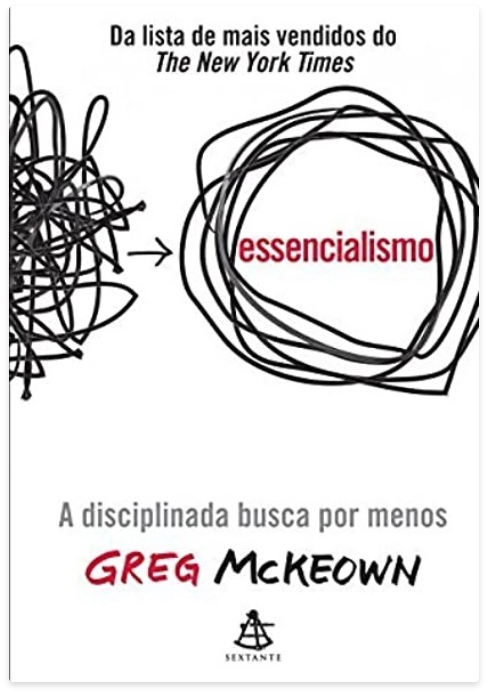 Da lista de mais vendidos do
The New York Times
essencialismo
A disciplinada busca por menos
GREG MCKEOWN
SEXTANTE